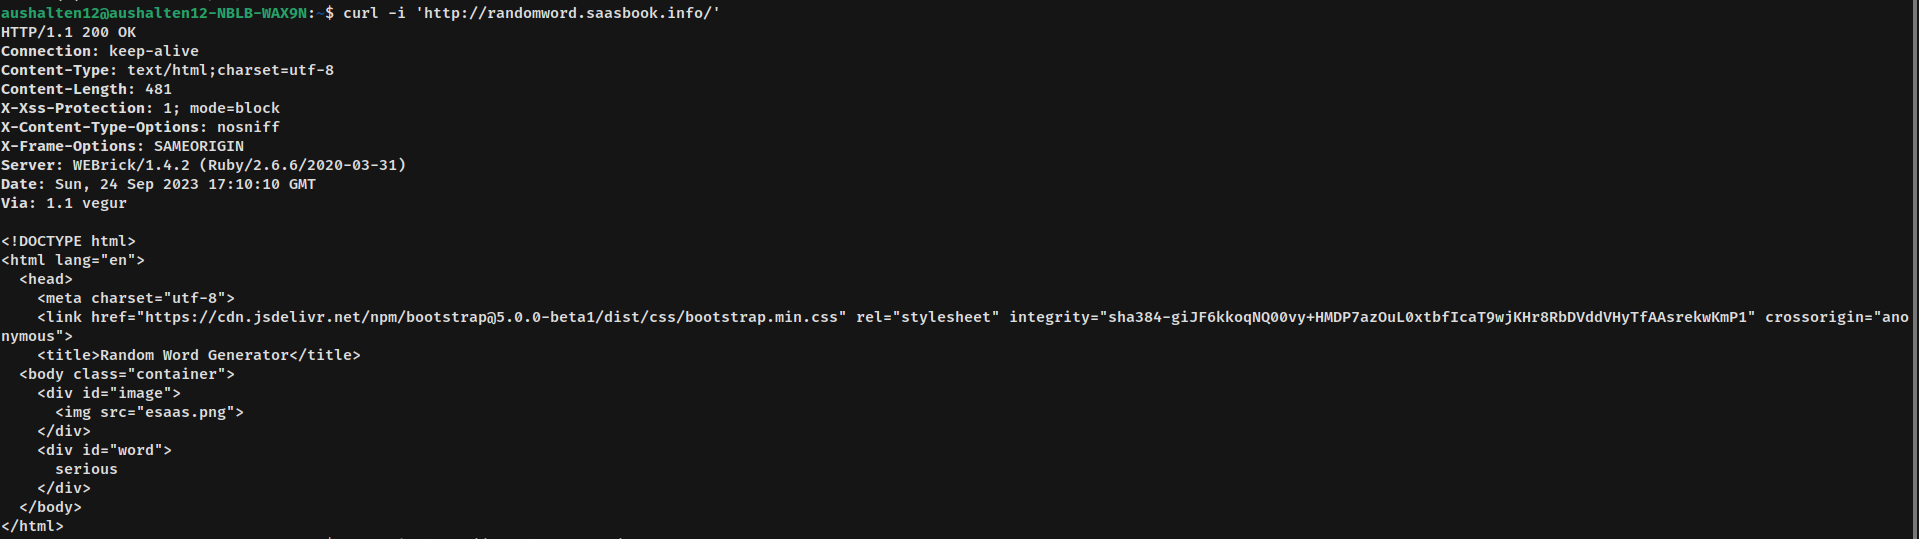 aushalten12@aushalten12-NBLB-WAX9N:~$ curl -i 'http://randomword.saasbook.info/'
HTTP/1.1 200 OK
Connection: keep-alive
Content-Type: text/html;charset=utf-8
Content-Length: 481
X-Xss-Protection: 1; mode=block
X-Content-Type-Options: nosniff
X-Frame-Options: SAMEORIGIN
Server: WEBrick/1.4.2 (Ruby/2.6.6/2020-03-31)
Date: Sun, 24 Sep 2023 17:10:10 GMT
Via: 1.1 vegur

<!DOCTYPE html>
<html lang="en">
  <head>
    <meta charset="utf-8">
    <link href="https://cdn.jsdelivr.net/npm/bootstrap@5.0.0-beta1/dist/css/bootstrap.min.css" rel="stylesheet" integrity="sha384-giJF6kkoqNQ00vy+HMDP7azOuL0xtbfIcaT9wjKHr8RbDVddVHyTfAAsrekwKmP1" crossorigin="ano
nymous">
    <title>Random Word Generator</title>
  <body class="container">
    <div id="image">
      <img src="esaas.png">
    </div>
    <div id="word">
      serious
    </div>
  </body>
</html>